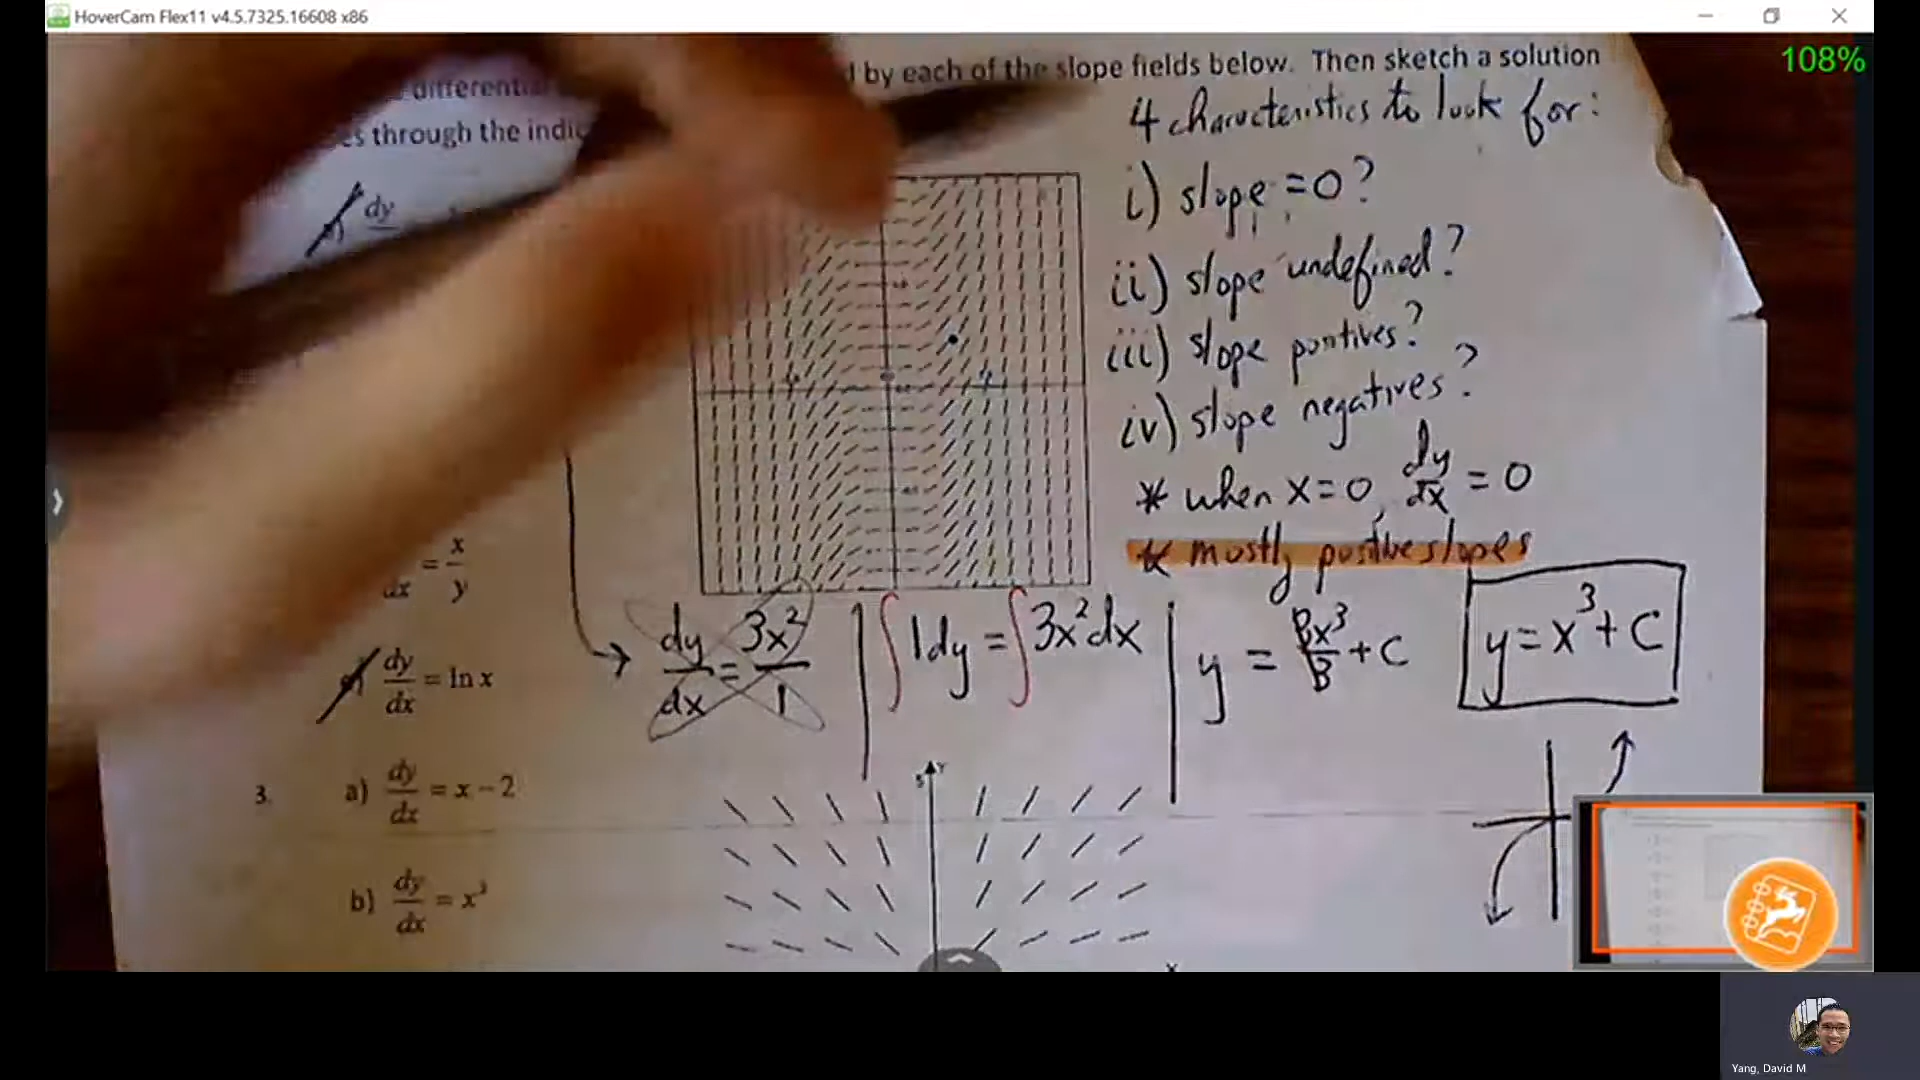 HoverCam Flex11 v4.5.7325.16608 x86
108%
by each of the slope fields below. Then sketch a solution
through the
4 characteristics to look for:
i) slope = 0?
ii) slope undefined?
iii) slope positives?
iv) slope negatives?
* when x=0, dy/dx = 0
* mostly positive slopes
dy
= x/y
dy/dx = ln x
dy/dx = 3x²/1
∫1dy = ∫3x²dx
y = 3x³/3 + C
y = x³ + C
3. a) dy/dx = x - 2
b) dy/dx = x³
Y
x
Yang, David M